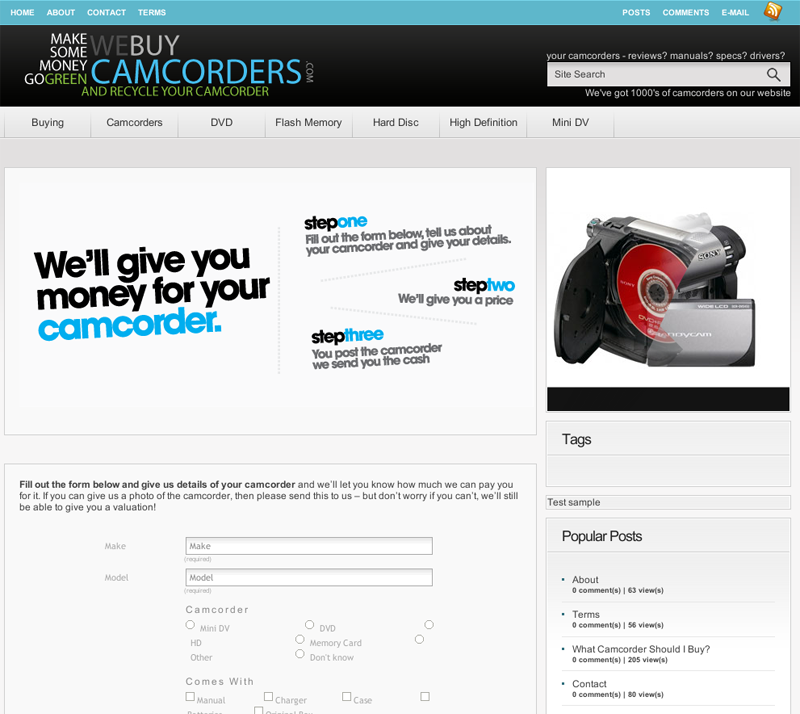 HOME ABOUT CONTACT TERMS
POSTS COMMENTS E-MAIL
MAKE
SOME
MONEY
GOGREEN
WEBUY
CAMCORDERS
.COM
AND RECYCLE YOUR CAMCORDER
your camcorders - reviews? manuals? specs? drivers?
Site Search
We've got 1000's of camcorders on our website
Buying Camcorders DVD Flash Memory Hard Disc High Definition Mini DV
We'll give you
money for your
camcorder.
stepone
Fill out the form below, tell us about
your camcorder and give your details.
steptwo
We'll give you a price
stepthree
You post the camcorder
we send you the cash
SONY
SONY
Tags
Test sample
Popular Posts
About
0 comment(s) | 63 view(s)
Terms
0 comment(s) | 56 view(s)
What Camcorder Should I Buy?
0 comment(s) | 205 view(s)
Contact
0 comment(s) | 80 view(s)
Fill out the form below and give us details of your camcorder and we'll let you know how much we can pay you
for it. If you can give us a photo of the camcorder, then please send this to us – but don't worry if you can't, we'll still
be able to give you a valuation!
Make Make
(required)
Model Model
(required)
Camcorder
Mini DV DVD
HD Memory Card
Other Don't know
Comes With
Manual Charger Case
Batteries Original Box